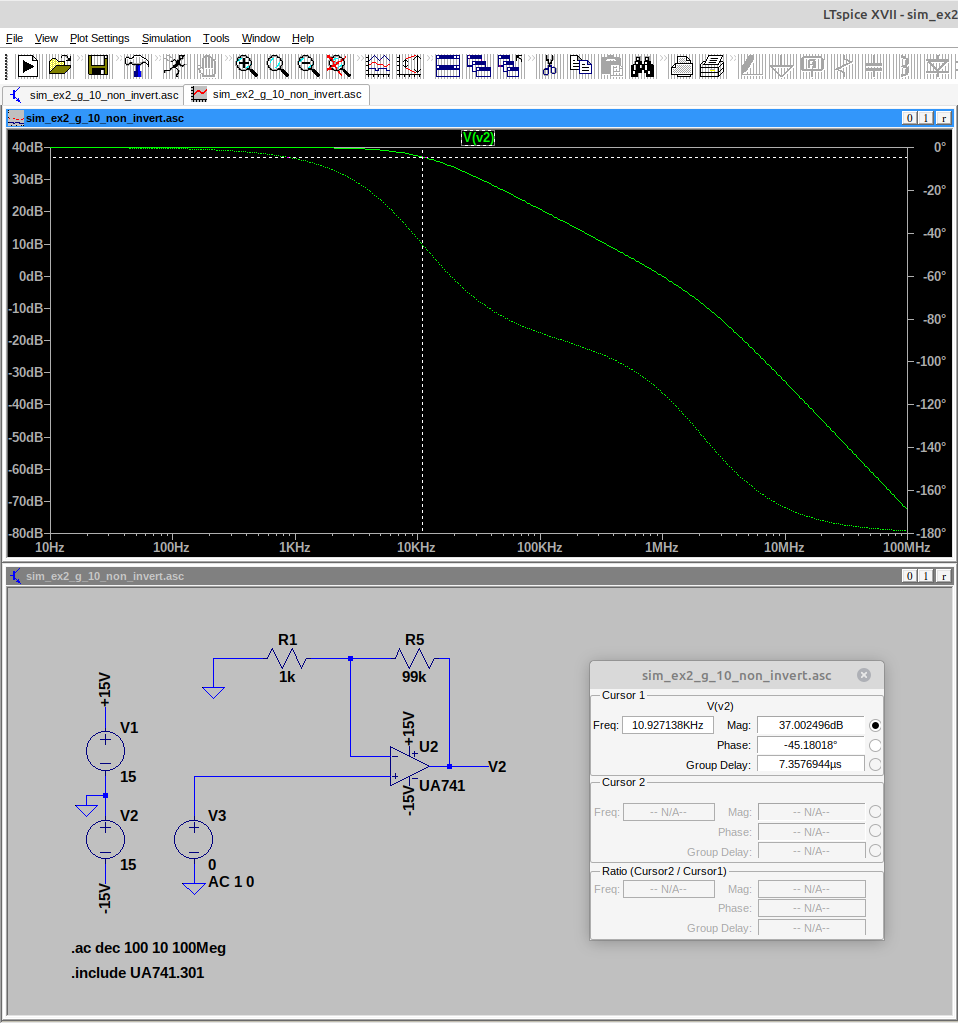 LTspice XVII - sim_ex2
File View Plot Settings Simulation Tools Window Help
sim_ex2_g_10_non_invert.asc sim_ex2_g_10_non_invert.asc
sim_ex2_g_10_non_invert.asc 0 1 r
V(v2)
40dB 0°
30dB -20°
20dB -40°
10dB
0dB -60°
-10dB -80°
-20dB
-30dB -100°
-40dB -120°
-50dB -140°
-60dB -160°
-70dB
-80dB -180°
10Hz 100Hz 1KHz 10KHz 100KHz 1MHz 10MHz 100MHz
sim_ex2_g_10_non_invert.asc 0 1 r
R1 R5
1k 99k
+15V
V1
15
V2
15
-15V
V3
0
AC 1 0
+15V
U2
UA741
-15V
V2
.ac dec 100 10 100Meg
.include UA741.301
sim_ex2_g_10_non_invert.asc
Cursor 1
V(v2)
Freq: 10.927138KHz Mag: 37.002496dB
Phase: -45.18018°
Group Delay: 7.3576944µs
Cursor 2
Freq: -- N/A-- Mag: -- N/A--
Phase: -- N/A--
Group Delay: -- N/A--
Ratio (Cursor2 / Cursor1)
Freq: -- N/A-- Mag: -- N/A--
Phase: -- N/A--
Group Delay: -- N/A--